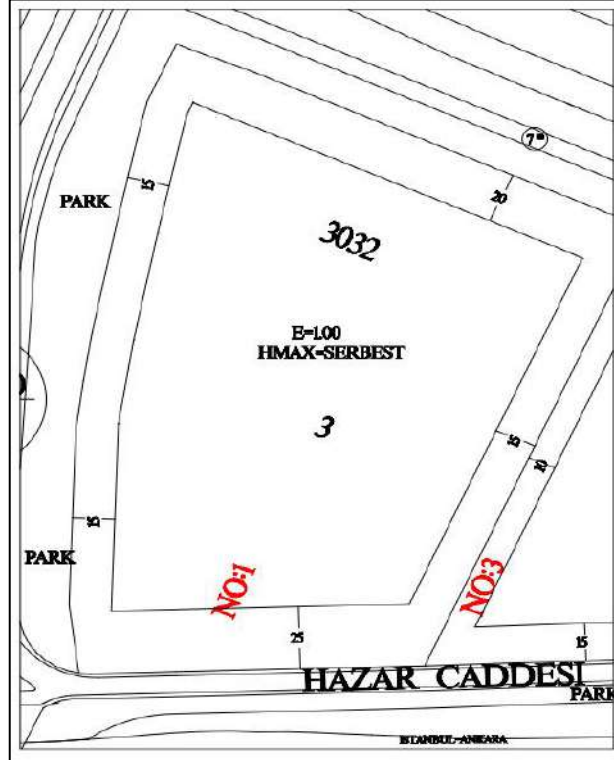 7 m
15
20
PARK
3032
E=1.00
HMAX=SERBEST
3
15
10
15
PARK
NO:1
NO:3
25
15
HAZAR CADDESİ
PARK
İSTANBUL-ANKARA